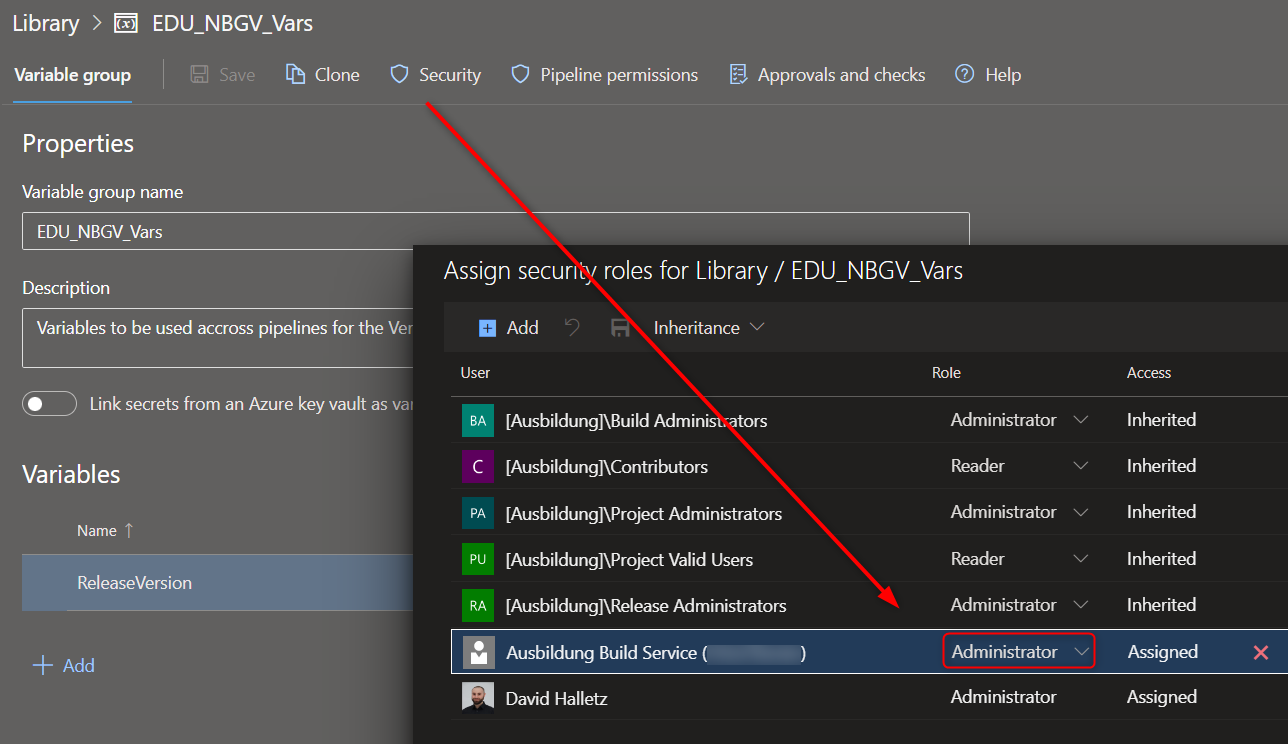 Library > EDU_NBGV_Vars
Variable group Save Clone Security Pipeline permissions Approvals and checks Help
Properties
Variable group name
EDU_NBGV_Vars
Description
Variables to be used accross pipelines for the
Link secrets from an Azure key vault as
Variables
Name ↑
ReleaseVersion
+ Add
Assign security roles for Library / EDU_NBGV_Vars
+ Add Inheritance
User Role Access
BA [Ausbildung]\Build Administrators Administrator Inherited
C [Ausbildung]\Contributors Reader Inherited
PA [Ausbildung]\Project Administrators Administrator Inherited
PU [Ausbildung]\Project Valid Users Reader Inherited
RA [Ausbildung]\Release Administrators Administrator Inherited
Ausbildung Build Service ( ) Administrator Assigned
David Halletz Administrator Assigned